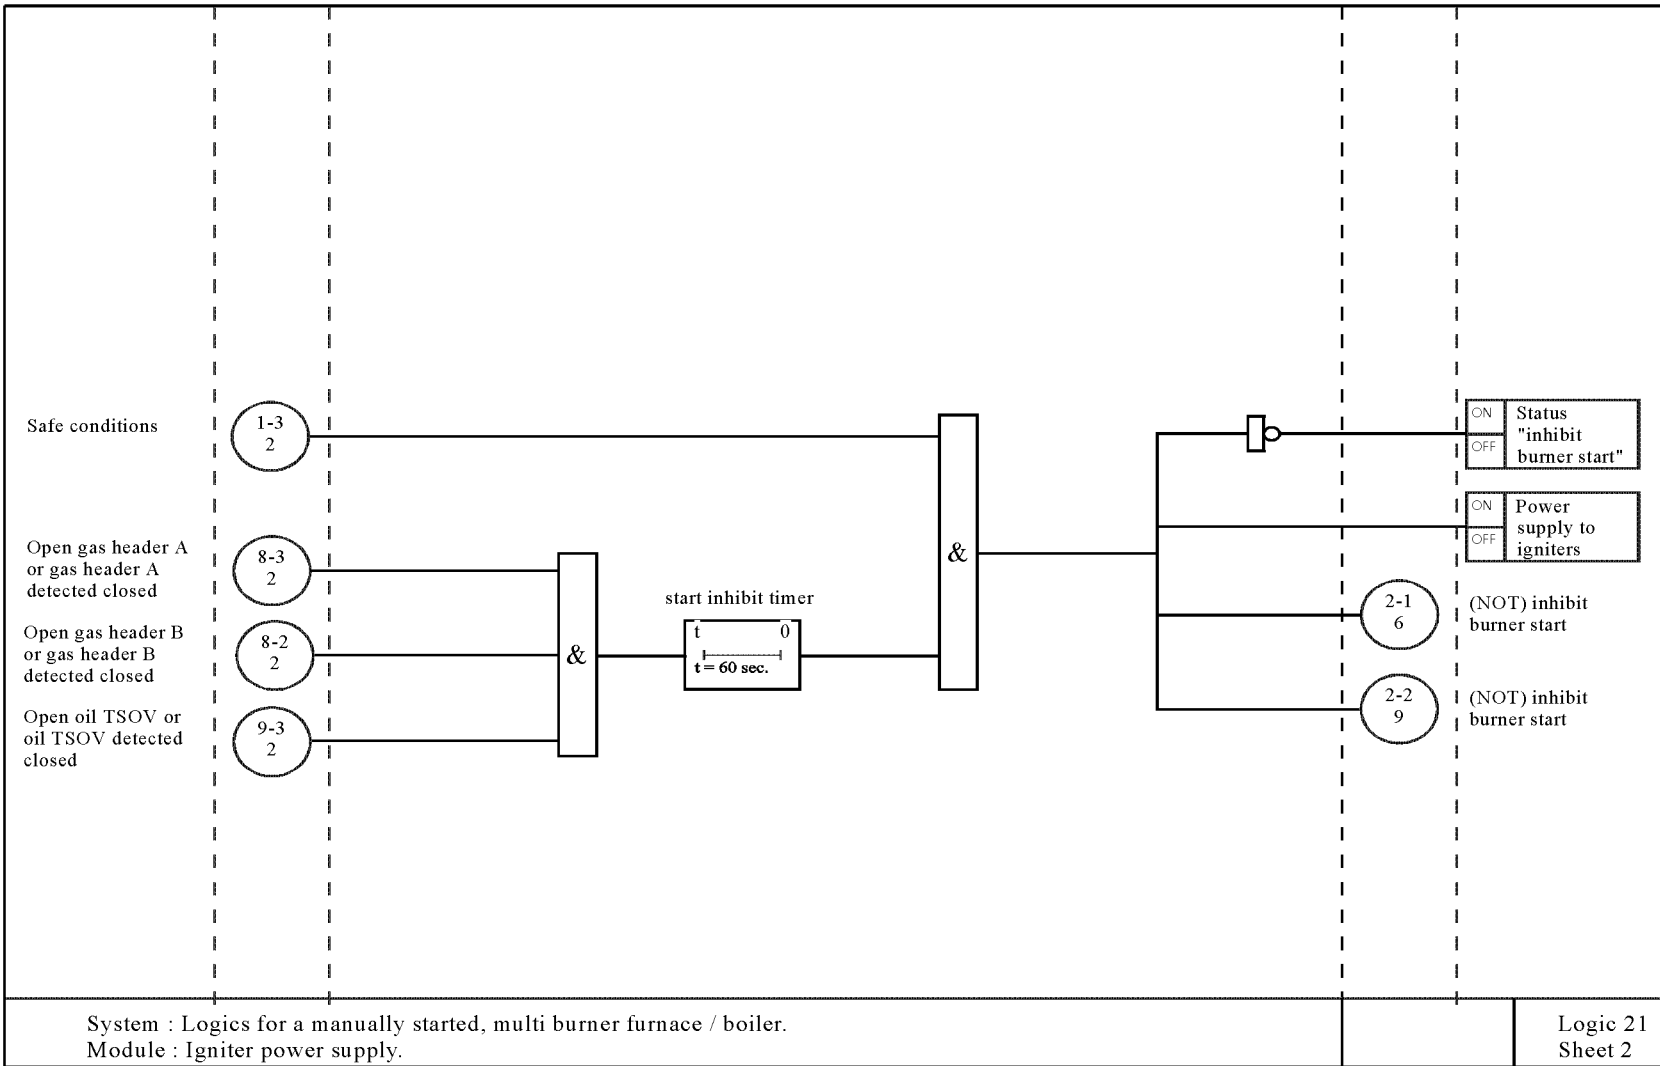 Safe conditions
1-3
2
Open gas header A
or gas header A
detected closed
8-3
2
Open gas header B
or gas header B
detected closed
8-2
2
Open oil TSOV or
oil TSOV detected
closed
9-3
2
&
start inhibit timer
t 0
t = 60 sec.
&
ON
OFF
Status
"inhibit
burner start"
ON
OFF
Power
supply to
igniters
2-1
6
(NOT) inhibit
burner start
2-2
9
(NOT) inhibit
burner start
System : Logics for a manually started, multi burner furnace / boiler.
Module : Igniter power supply.
Logic 21
Sheet 2